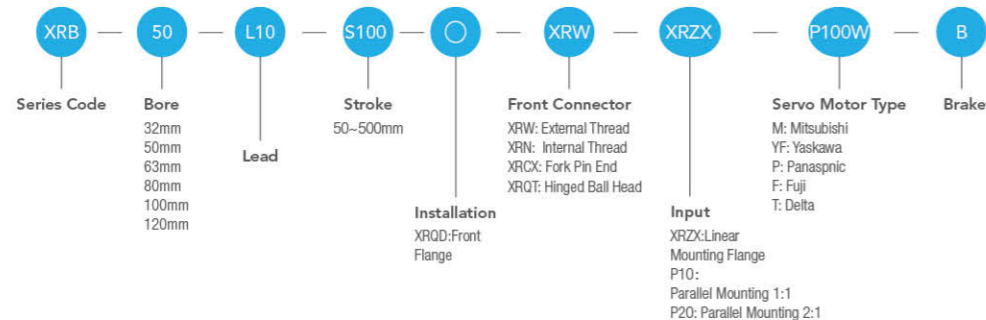 XRB — 50 — L10 — S100 — ○ — XRW — XRZX — P100W — B
Series Code
Bore
32mm
50mm
63mm
80mm
100mm
120mm
Lead
Stroke
50~500mm
Installation
XRQD:Front
Flange
Front Connector
XRW: External Thread
XRN: Internal Thread
XRCX: Fork Pin End
XRQT: Hinged Ball Head
Input
XRZX:Linear
Mounting Flange
P10:
Parallel Mounting 1:1
P20: Parallel Mounting 2:1
Servo Motor Type
M: Mitsubishi
YF: Yaskawa
P: Panaspnic
F: Fuji
T: Delta
Brake